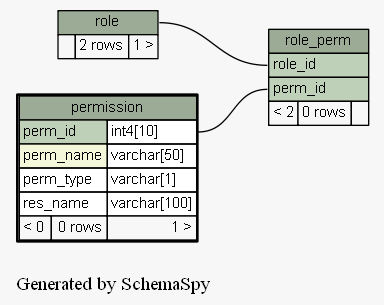 role
2 rows 1 >
role_perm
role_id
perm_id
< 2 0 rows
permission
perm_id int4[10]
perm_name varchar[50]
perm_type varchar[1]
res_name varchar[100]
< 0 0 rows 1 >
Generated by SchemaSpy